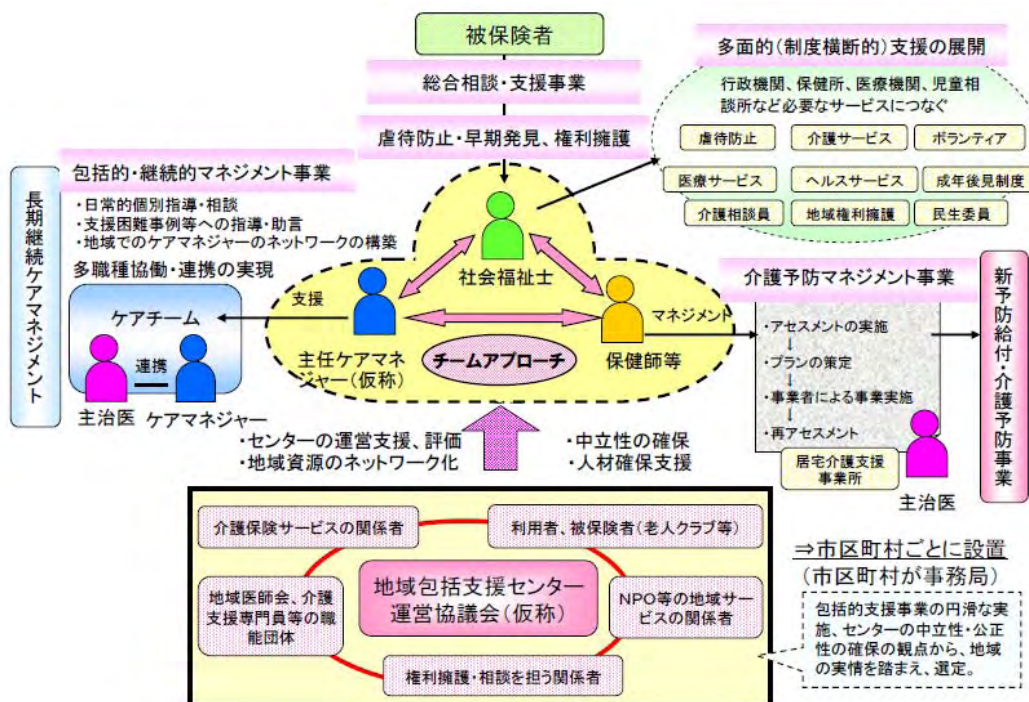 被保険者
総合相談・支援事業
虐待防止・早期発見、権利擁護
多面的(制度横断的)支援の展開
行政機関、保健所、医療機関、児童相
談所など必要なサービスにつなぐ
虐待防止
介護サービス
ボランティア
医療サービス
ヘルスサービス
成年後見制度
介護相談員
地域権利擁護
民生委員
長期継続ケアマネジメント
包括的・継続的マネジメント事業
・日常的個別指導・相談
・支援困難事例等への指導・助言
・地域でのケアマネジャーのネットワークの構築
多職種協働・連携の実現
ケアチーム
連携
主治医
ケアマネジャー
支援
社会福祉士
主任ケアマネ
ジャー(仮称)
チームアプローチ
保健師等
マネジメント
介護予防マネジメント事業
・アセスメントの実施
↓
・プランの策定
↓
・事業者による事業実施
↓
・再アセスメント
居宅介護支援
事業所
主治医
新予防給付・介護予防事業
・センターの運営支援、評価
・地域資源のネットワーク化
・中立性の確保
・人材確保支援
介護保険サービスの関係者
利用者、被保険者(老人クラブ等)
地域医師会、介護
支援専門員等の職
能団体
地域包括支援センター
運営協議会(仮称)
NPO等の地域サー
ビスの関係者
権利擁護・相談を担う関係者
⇒市区町村ごとに設置
(市区町村が事務局)
包括的支援事業の円滑な実
施、センターの中立性・公正
性の確保の観点から、地域
の実情を踏まえ、選定。